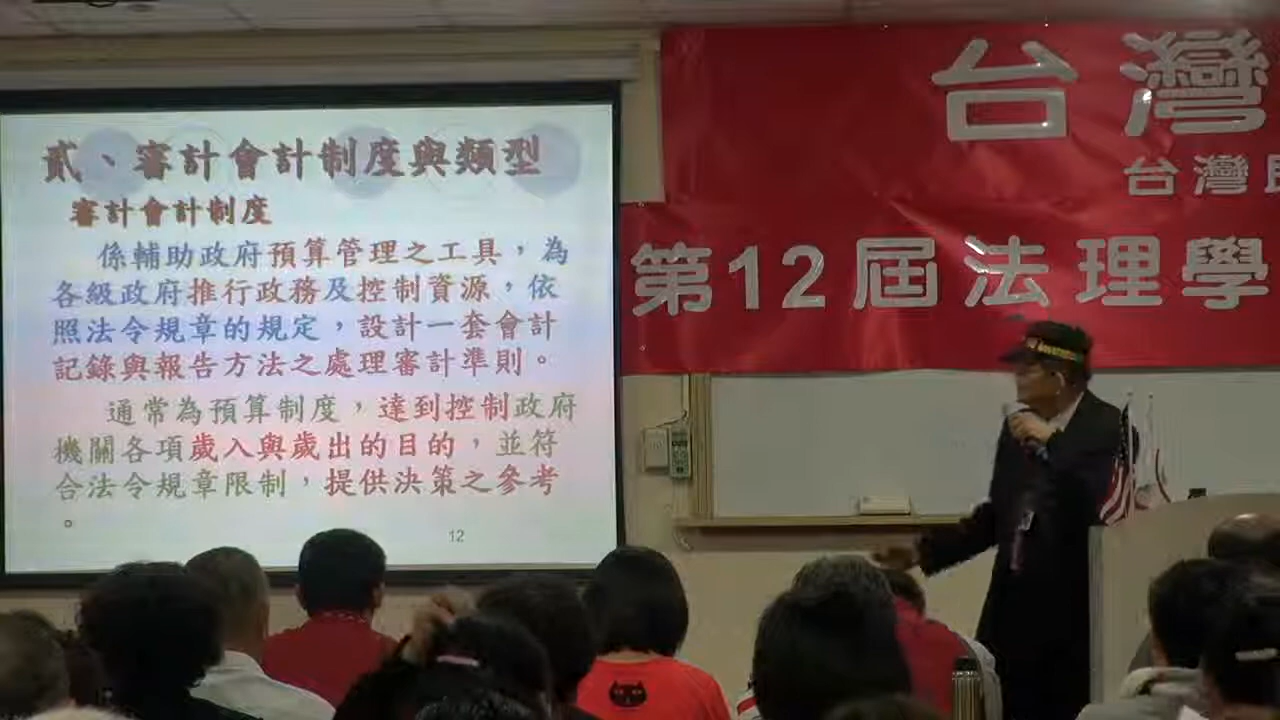 貳、審計會計制度與類型
審計會計制度
係輔助政府預算管理之工具，為
各級政府推行政務及控制資源，依
照法令規章的規定，設計一套會計
記錄與報告方法之處理審計準則。
通常為預算制度，達到控制政府
機關各項歲入與歲出的目的，並符
合法令規章限制，提供決策之參考
。
12
台灣
台灣
第12屆法理學